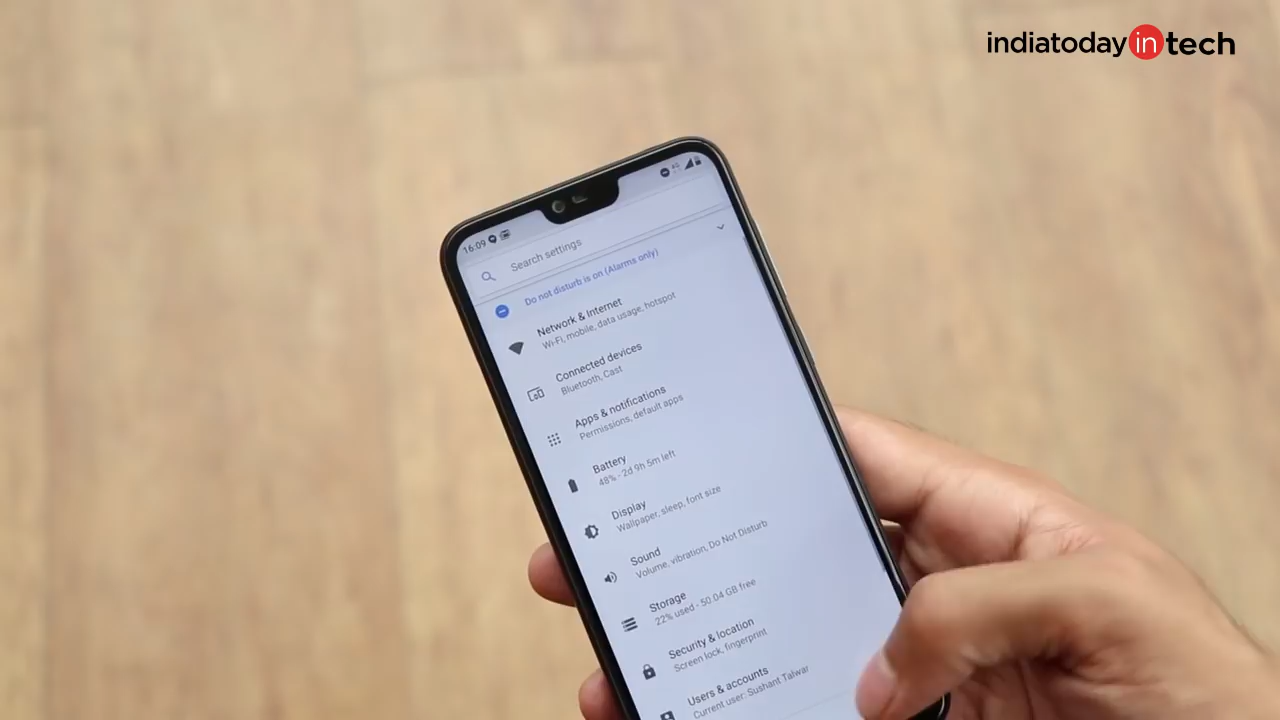 indiatodayintech
16:09
Search settings
Do not disturb is on (Alarms only)
Network & Internet
Wi-Fi, mobile, data usage, hotspot
Connected devices
Bluetooth, Cast
Apps & notifications
Permissions, default apps
Battery
48% - 2d 9h 5m left
Display
Wallpaper, sleep, font size
Sound
Volume, vibration, Do Not Disturb
Storage
22% used - 50.04 GB free
Security & location
Screen lock, fingerprint
Users & accounts
Current user: Sushant Talwar